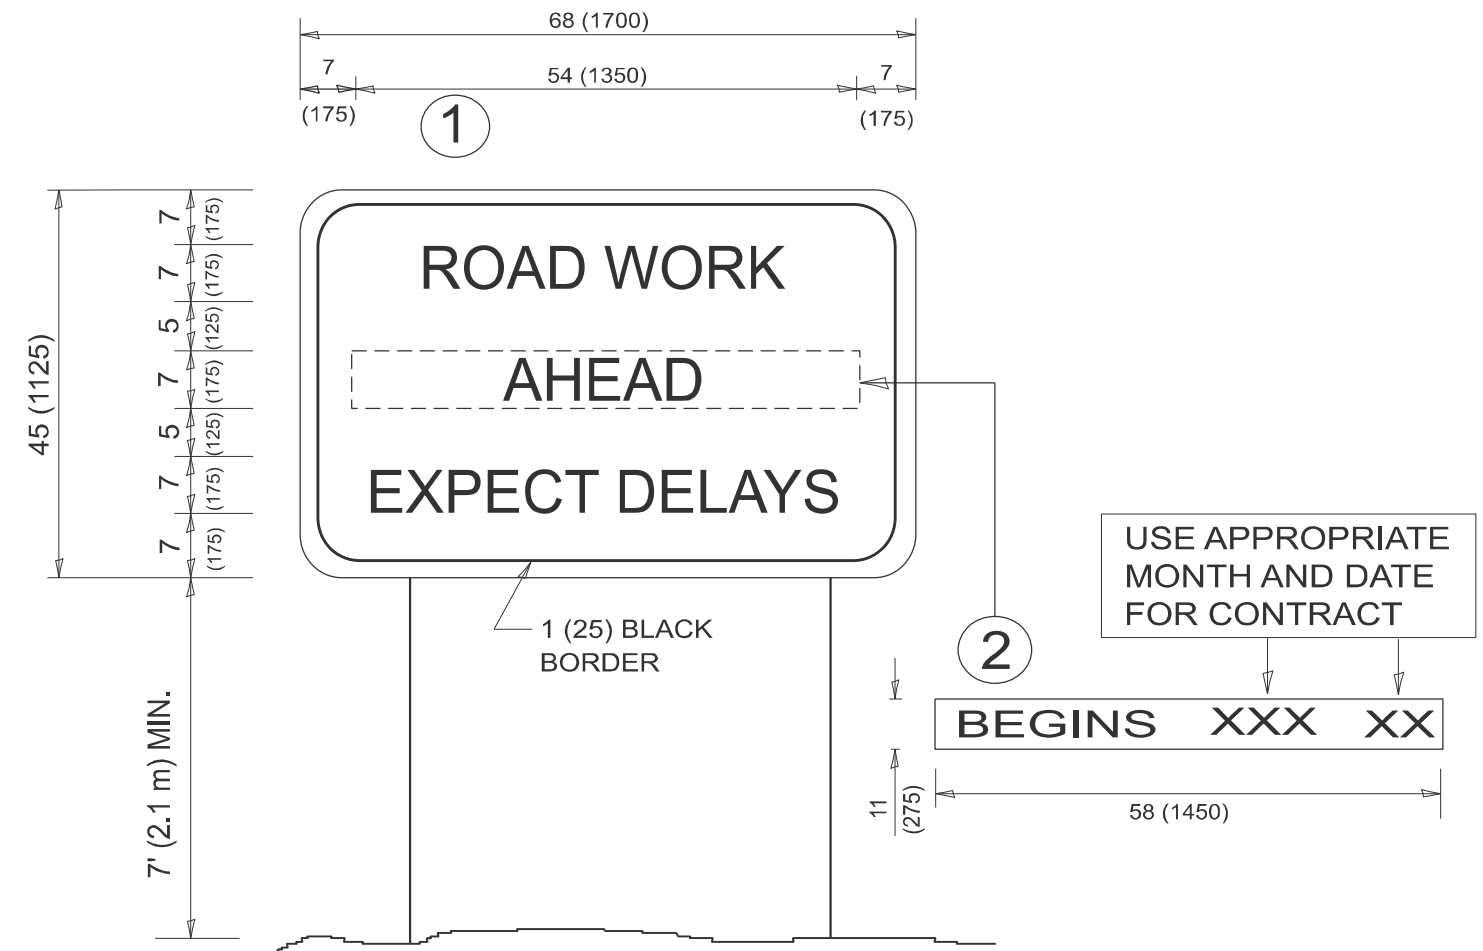 68 (1700)
7
54 (1350)
7
(175)
(175)
1
7
(175)
7
(175)
5
(125)
7
(175)
5
(125)
7
(175)
7
(175)
45 (1125)
ROAD WORK
AHEAD
EXPECT DELAYS
USE APPROPRIATE
MONTH AND DATE
FOR CONTRACT
1 (25) BLACK
BORDER
2
7' (2.1 m) MIN.
BEGINS XXX XX
11
(275)
58 (1450)